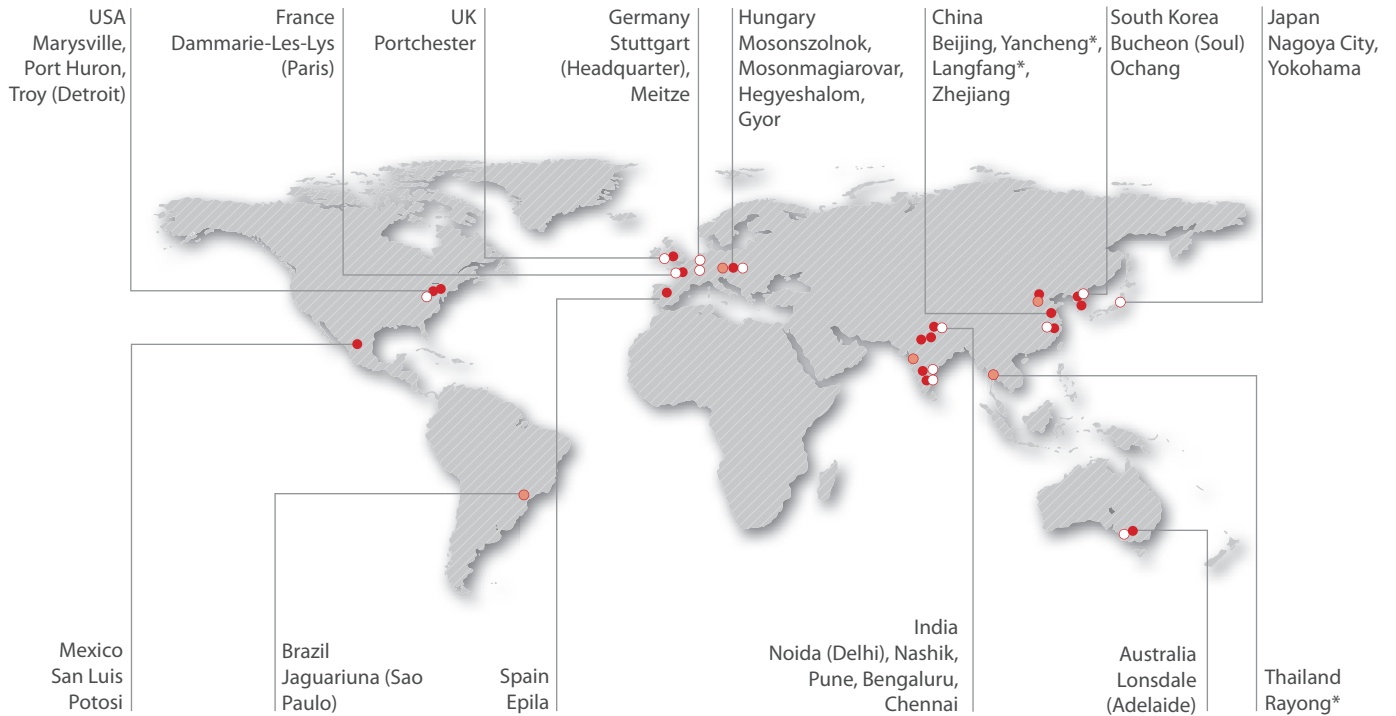 USA
Marysville,
Port Huron,
Troy (Detroit)
France
Dammarie-Les-Lys
(Paris)
UK
Portchester
Germany
Stuttgart
(Headquarter),
Meitze
Hungary
Mosonszolnok,
Mosonmagiarovar,
Hegyeshalom,
Gyor
China
Beijing, Yancheng*,
Langfang*,
Zhejiang
South Korea
Bucheon (Soul)
Ochang
Japan
Nagoya City,
Yokohama
Mexico
San Luis
Potosi
Brazil
Jaguariuna (Sao
Paulo)
Spain
Epila
India
Noida (Delhi), Nashik,
Pune, Bengaluru,
Chennai
Australia
Lonsdale
(Adelaide)
Thailand
Rayong*